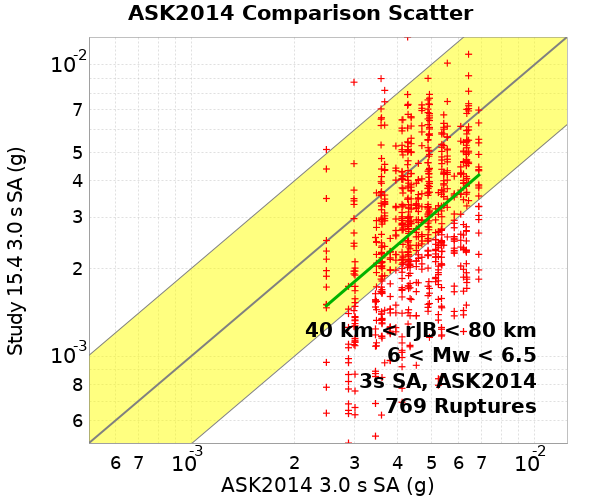 ASK2014 Comparison Scatter
Study 15.4 3.0 s SA (g)
10⁻²
7
5
4
3
2
10⁻³
8
6
40 km < rJB < 80 km
6 < Mw < 6.5
3s SA, ASK2014
769 Ruptures
6 7 10⁻³ 2 3 4 5 6 7 10⁻²
ASK2014 3.0 s SA (g)